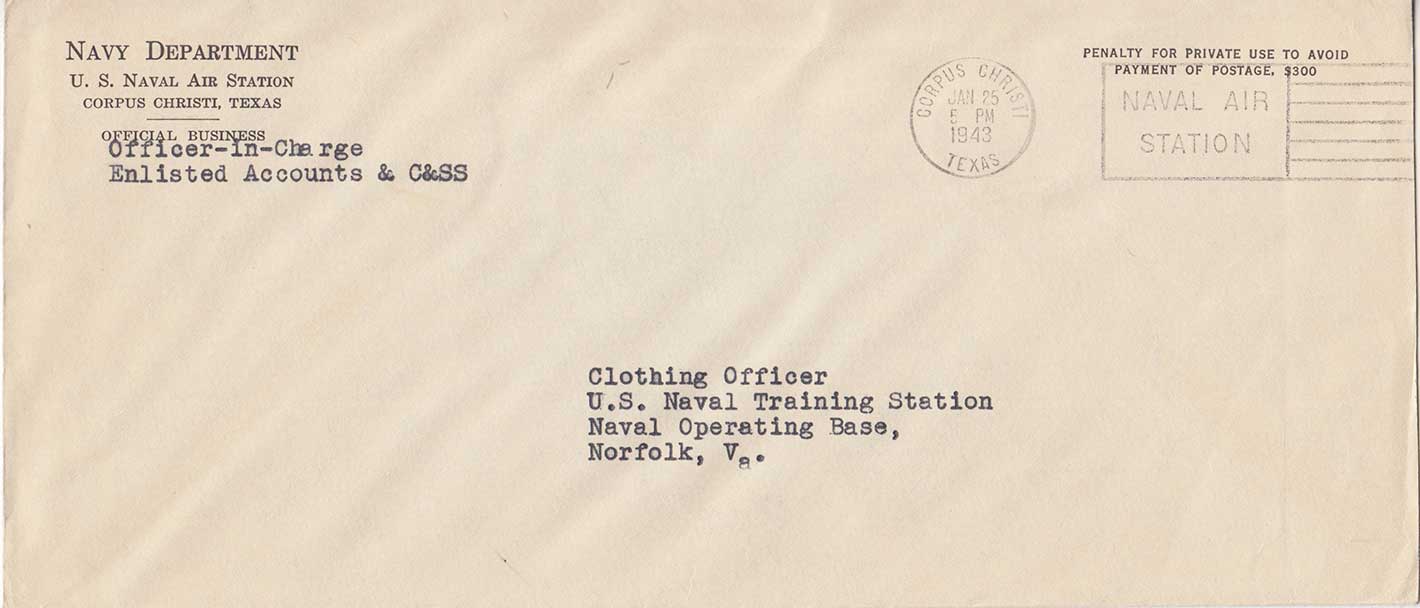 NAVY DEPARTMENT
U. S. NAVAL AIR STATION
CORPUS CHRISTI, TEXAS
OFFICIAL BUSINESS
Officer-in-Charge
Enlisted Accounts & C&SS
CORPUS CHRISTI
JAN 25
5 PM
1943
TEXAS
PENALTY FOR PRIVATE USE TO AVOID
PAYMENT OF POSTAGE, $300
NAVAL AIR
STATION
Clothing Officer
U.S. Naval Training Station
Naval Operating Base,
Norfolk, Va.